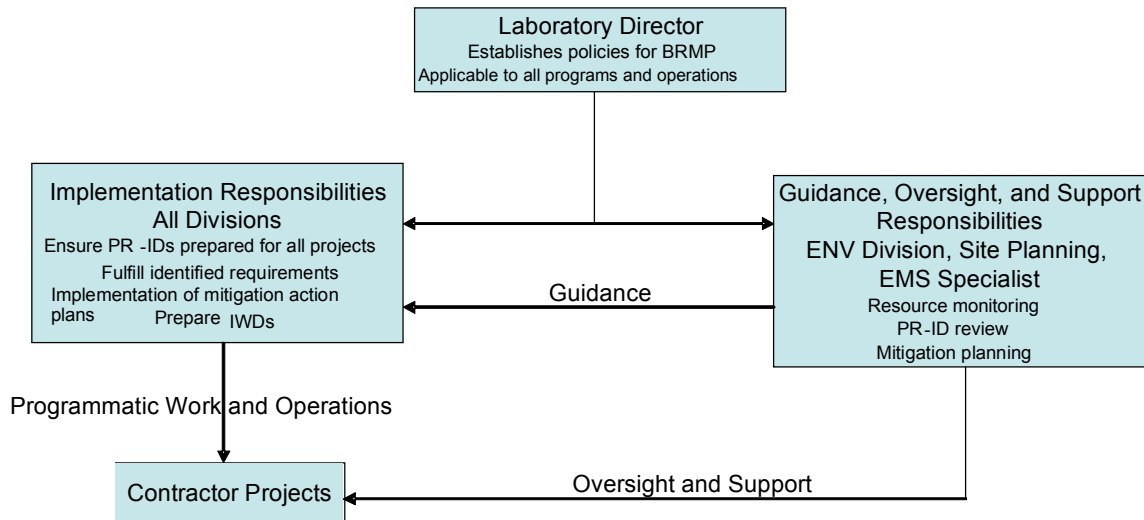 Laboratory Director
Establishes policies for BRMP
Applicable to all programs and operations
Implementation Responsibilities
All Divisions
Ensure PR -IDs prepared for all projects
Fulfill identified requirements
Implementation of mitigation action
plans Prepare IWDs
Guidance, Oversight, and Support
Responsibilities
ENV Division, Site Planning,
EMS Specialist
Resource monitoring
PR-ID review
Mitigation planning
Guidance
Programmatic Work and Operations
Contractor Projects
Oversight and Support